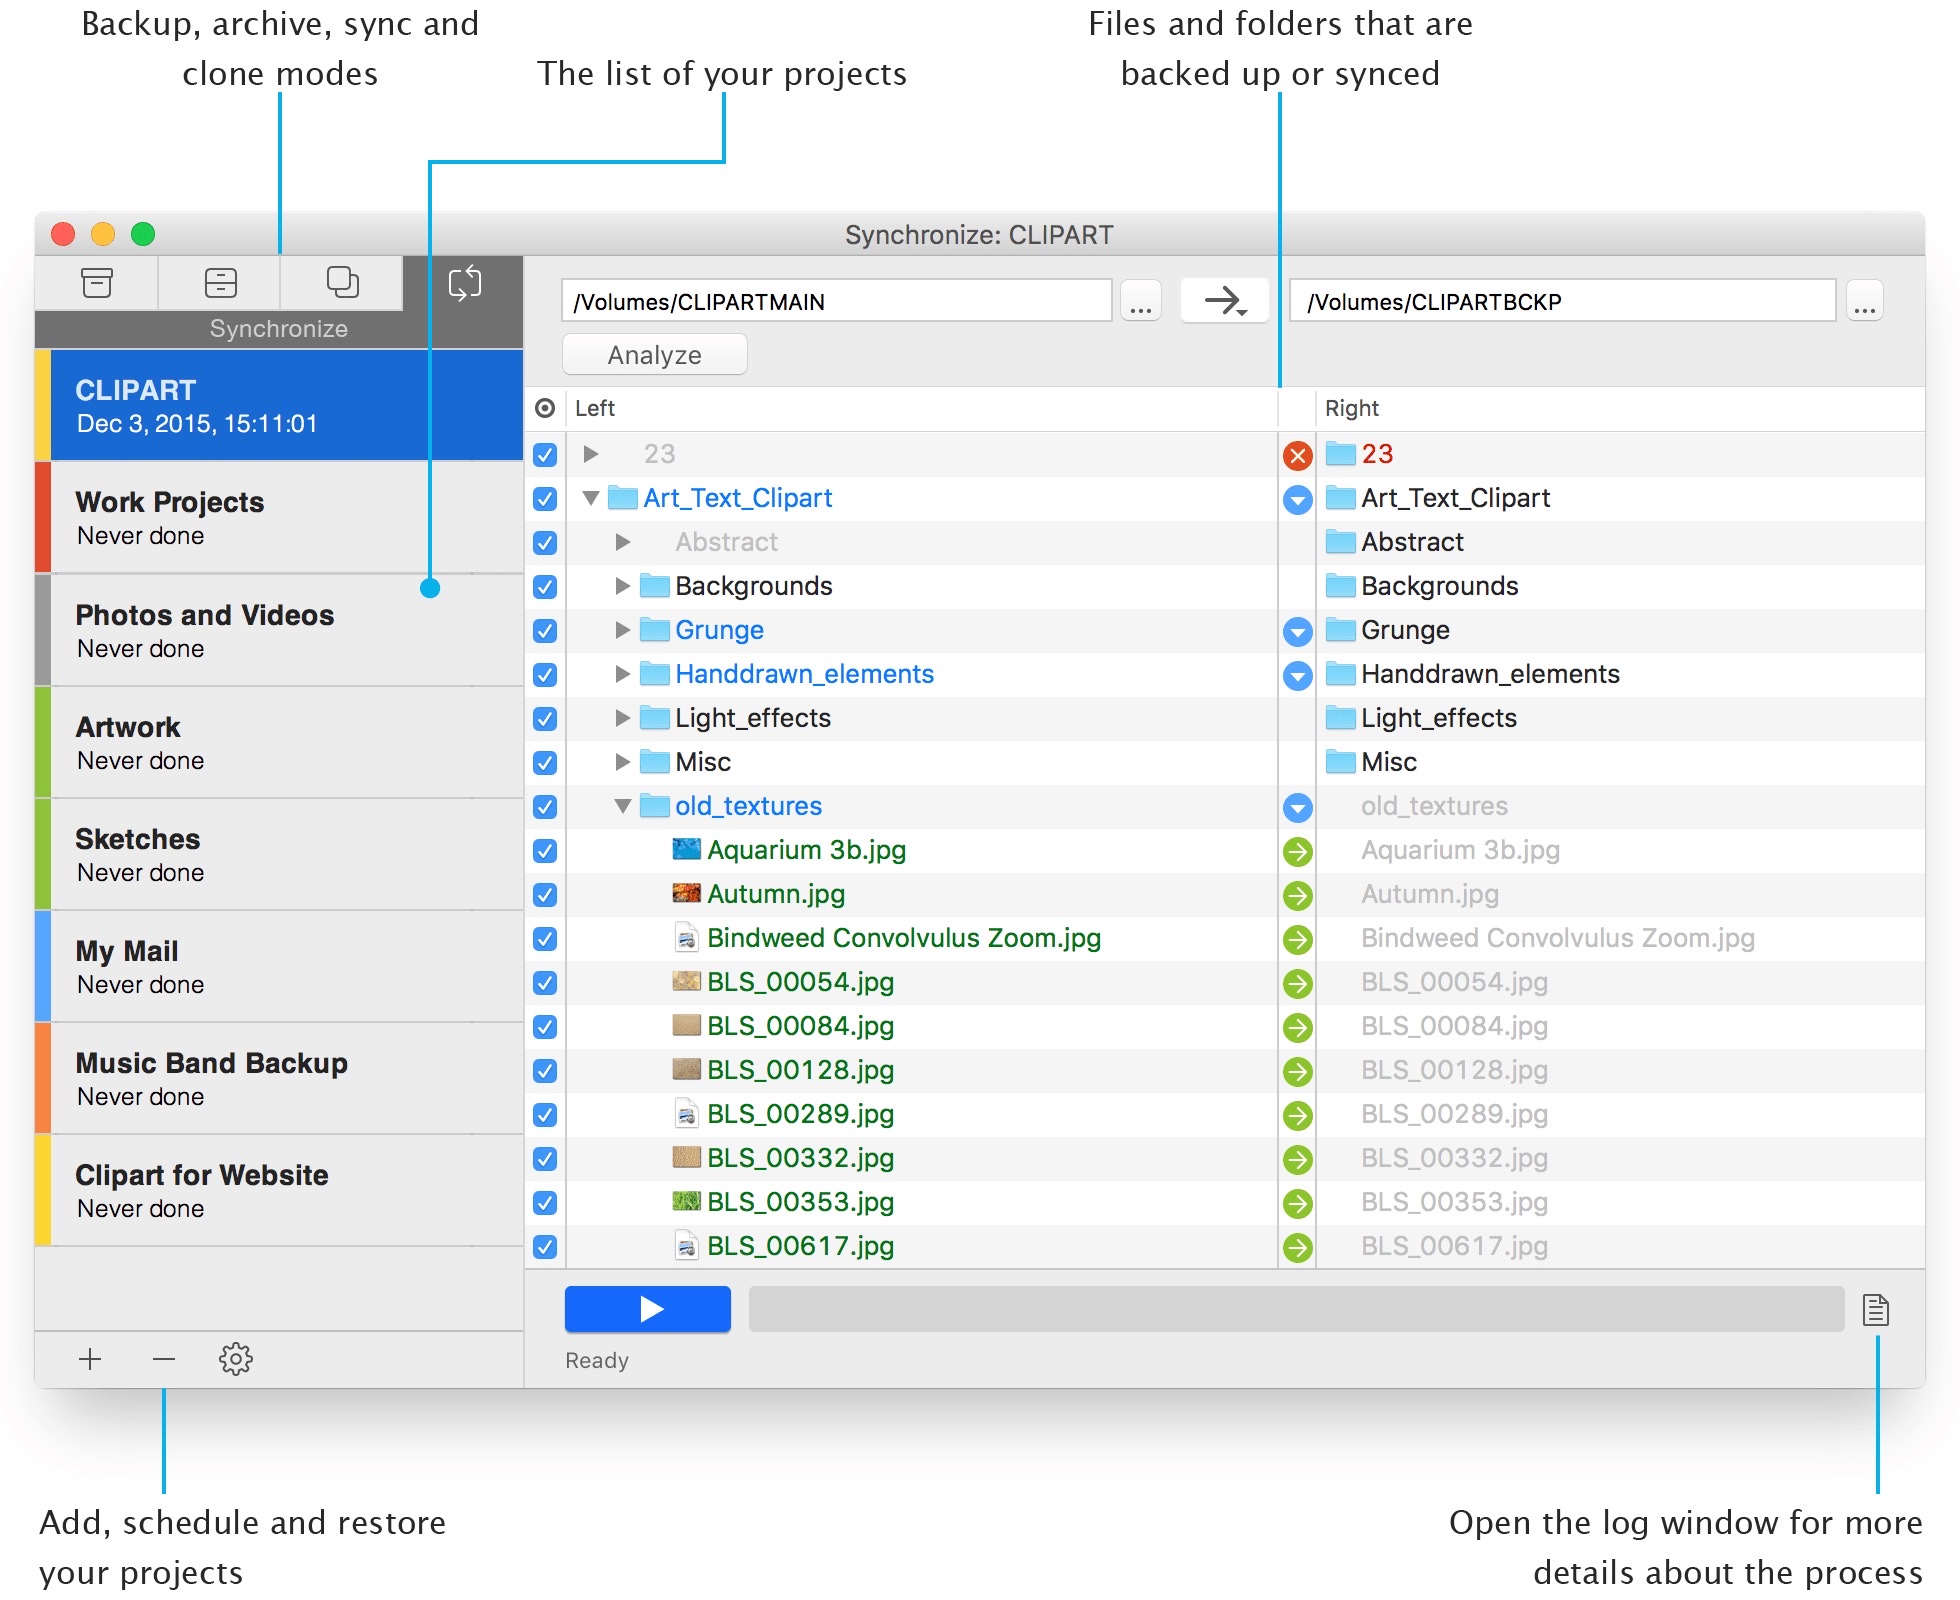 Backup, archive, sync and
clone modes
The list of your projects
Files and folders that are
backed up or synced
Synchronize: CLIPART
Synchronize
CLIPART
Dec 3, 2015, 15:11:01
Work Projects
Never done
Photos and Videos
Never done
Artwork
Never done
Sketches
Never done
My Mail
Never done
Music Band Backup
Never done
Clipart for Website
Never done
/Volumes/CLIPARTMAIN
...
/Volumes/CLIPARTBCKP
...
Analyze
Left Right
23 23
Art_Text_Clipart Art_Text_Clipart
Abstract Abstract
Backgrounds Backgrounds
Grunge Grunge
Handdrawn_elements Handdrawn_elements
Light_effects Light_effects
Misc Misc
old_textures old_textures
Aquarium 3b.jpg Aquarium 3b.jpg
Autumn.jpg Autumn.jpg
Bindweed Convolvulus Zoom.jpg Bindweed Convolvulus Zoom.jpg
BLS_00054.jpg BLS_00054.jpg
BLS_00084.jpg BLS_00084.jpg
BLS_00128.jpg BLS_00128.jpg
BLS_00289.jpg BLS_00289.jpg
BLS_00332.jpg BLS_00332.jpg
BLS_00353.jpg BLS_00353.jpg
BLS_00617.jpg BLS_00617.jpg
Ready
Add, schedule and restore
your projects
Open the log window for more
details about the process